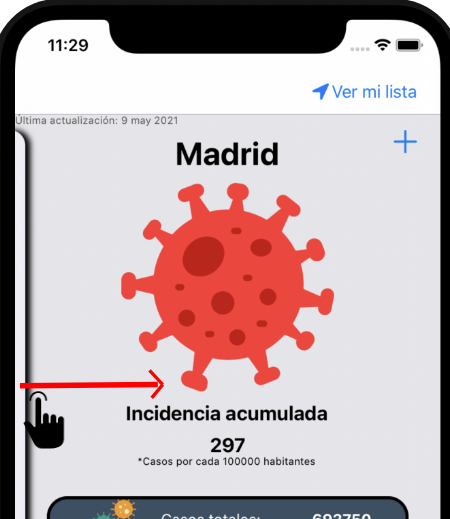 11:29
Ver mi lista
Última actualización: 9 may 2021
Madrid
Incidencia acumulada
297
*Casos por cada 100000 habitantes
Casos totales: 692750